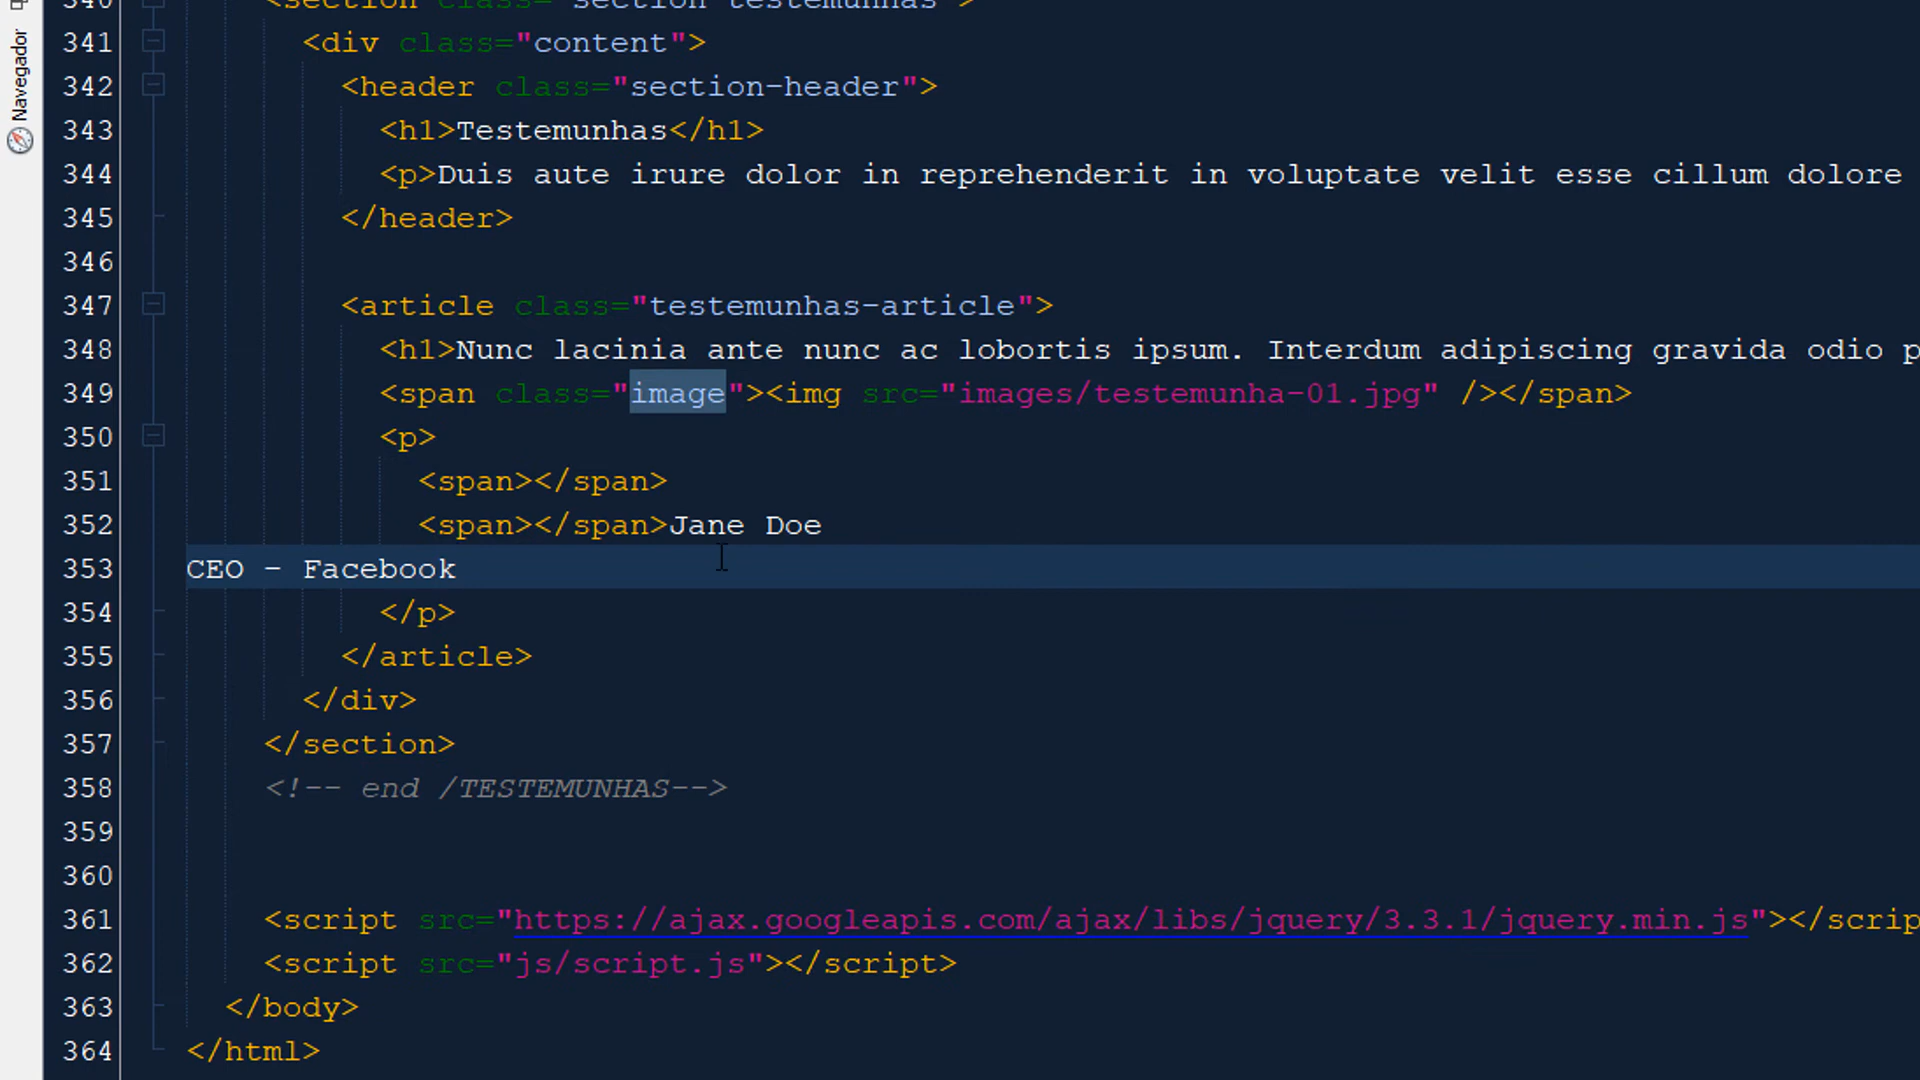 Navegador
340 <section class="section testemunhas">
341 <div class="content">
342 <header class="section-header">
343 <h1>Testemunhas</h1>
344 <p>Duis aute irure dolor in reprehenderit in voluptate velit esse cillum dolore
345 </header>
346
347 <article class="testemunhas-article">
348 <h1>Nunc lacinia ante nunc ac lobortis ipsum. Interdum adipiscing gravida odio p
349 <span class="image"><img src="images/testemunha-01.jpg" /></span>
350 <p>
351 <span></span>
352 <span></span>Jane Doe
353 CEO - Facebook
354 </p>
355 </article>
356 </div>
357 </section>
358 <!-- end /TESTEMUNHAS-->
359
360
361 <script src="https://ajax.googleapis.com/ajax/libs/jquery/3.3.1/jquery.min.js"></scrip
362 <script src="js/script.js"></script>
363 </body>
364 </html>